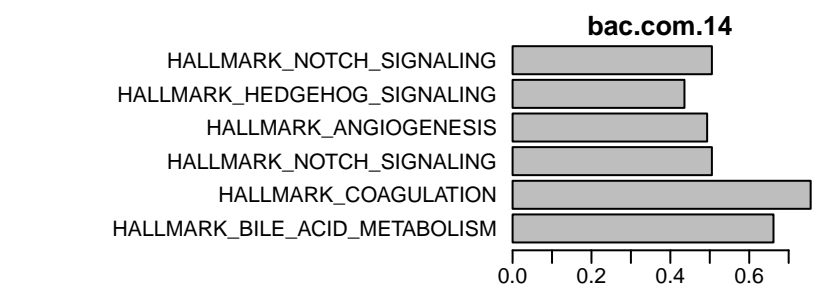 bac.com.14
HALLMARK_NOTCH_SIGNALING
HALLMARK_HEDGEHOG_SIGNALING
HALLMARK_ANGIOGENESIS
HALLMARK_NOTCH_SIGNALING
HALLMARK_COAGULATION
HALLMARK_BILE_ACID_METABOLISM
0.0 0.2 0.4 0.6